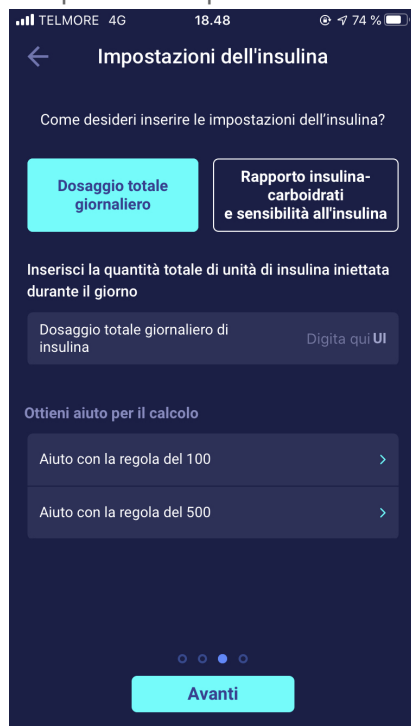 TELMORE 4G 18.48 74 %
Impostazioni dell'insulina
Come desideri inserire le impostazioni dell'insulina?
Dosaggio totale
giornaliero
Rapporto insulina-
carboidrati
e sensibilità all'insulina
Inserisci la quantità totale di unità di insulina iniettata
durante il giorno
Dosaggio totale giornaliero di
insulina
Digita qui UI
Ottieni aiuto per il calcolo
Aiuto con la regola del 100
Aiuto con la regola del 500
Avanti